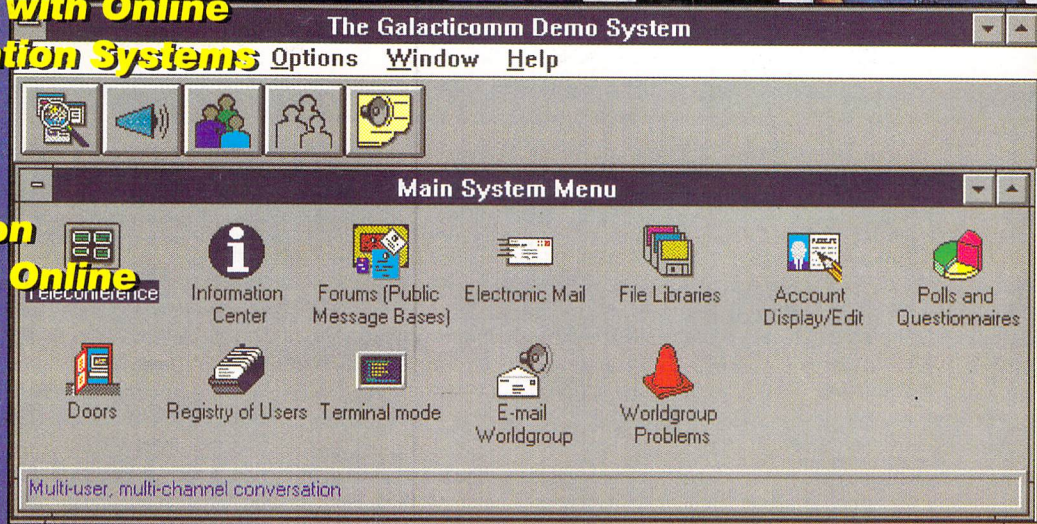 with Online
The Galacticomm Demo System
tion Systems
Options Window Help
Main System Menu
on
Online
Teleconference
Information Center
Forums (Public Message Bases)
Electronic Mail
File Libraries
Account Display/Edit
Polls and Questionnaires
Doors
Registry of Users
Terminal mode
E-mail Worldgroup
Worldgroup Problems
Multi-user, multi-channel conversation